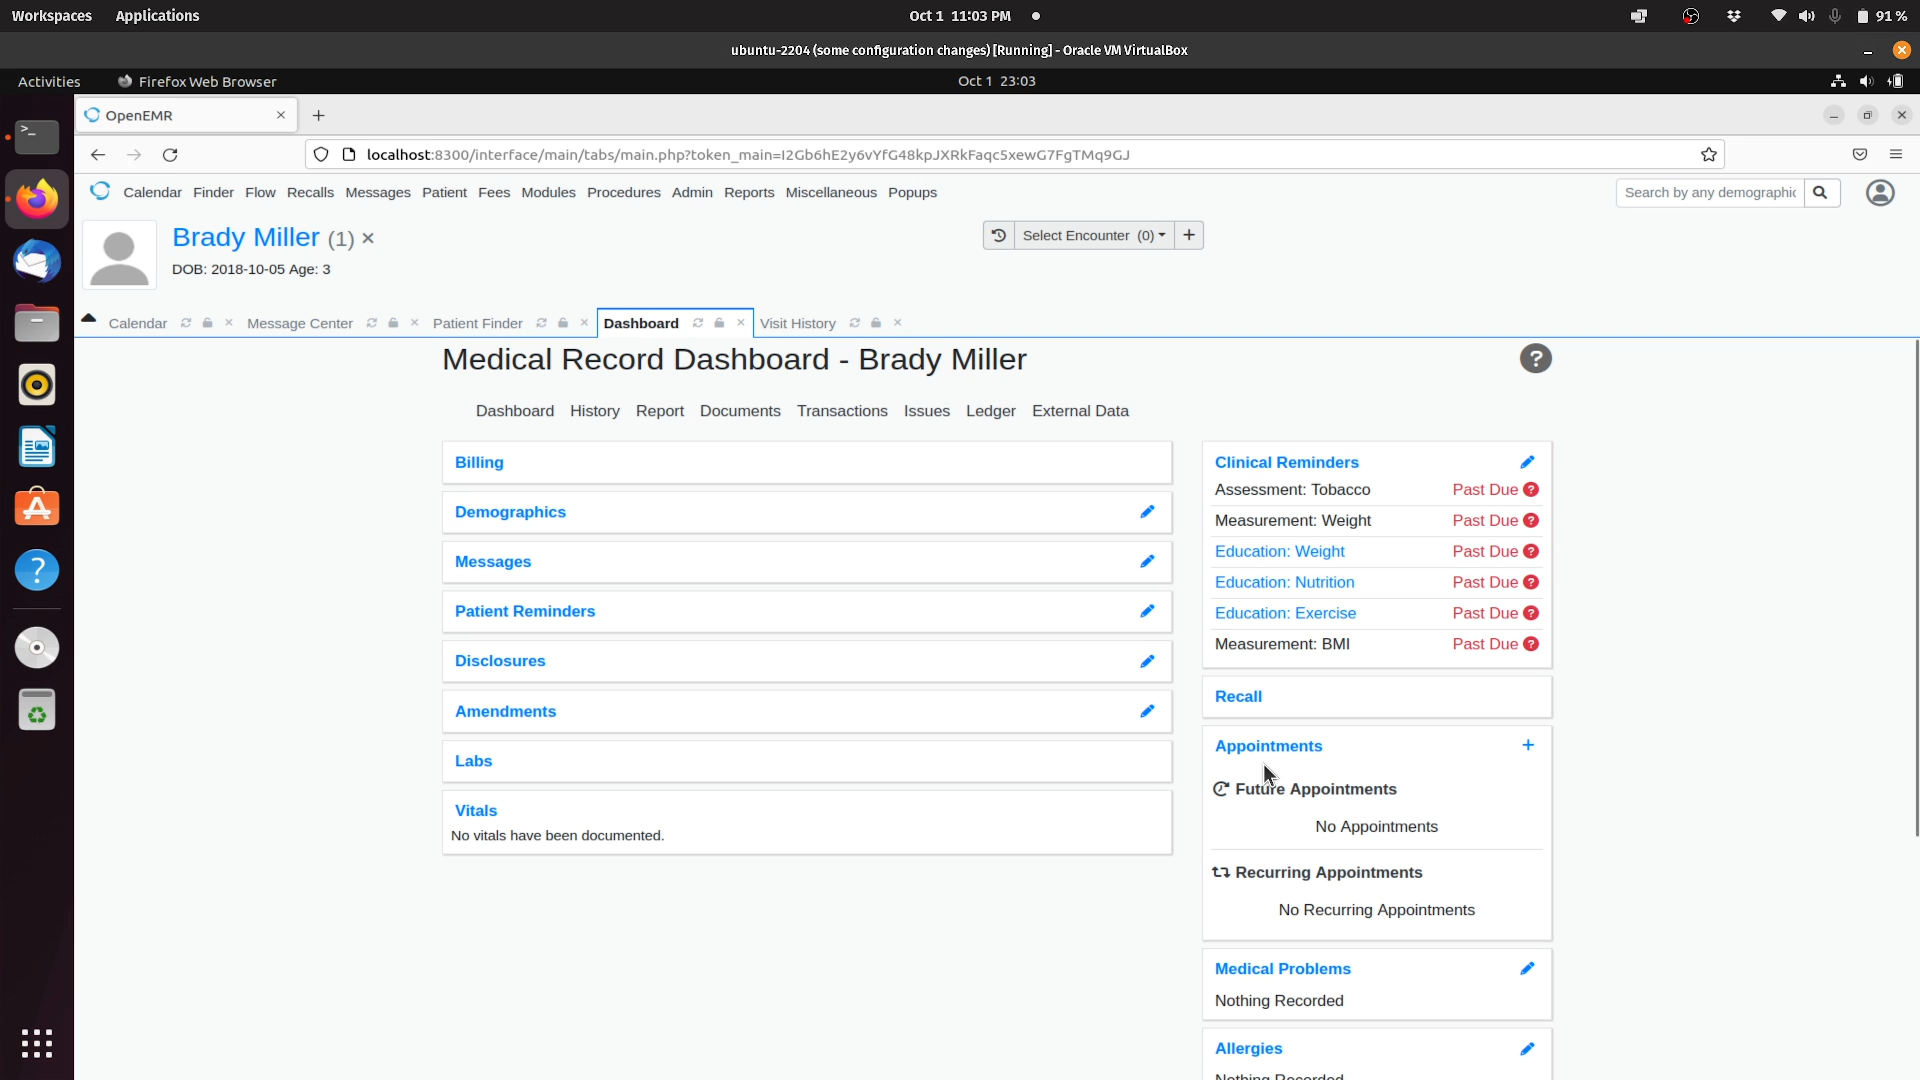 Workspaces Applications Oct 1 11:03 PM 91 %
ubuntu-2204 (some configuration changes) [Running] - Oracle VM VirtualBox
Activities Firefox Web Browser Oct 1 23:03
OpenEMR
localhost:8300/interface/main/tabs/main.php?token_main=I2Gb6hE2y6vYfG48kpJXRkFaqc5xewG7FgTMq9GJ
Calendar Finder Flow Recalls Messages Patient Fees Modules Procedures Admin Reports Miscellaneous Popups Search by any demographic
Brady Miller (1)
Select Encounter (0)
DOB: 2018-10-05 Age: 3
Calendar Message Center Patient Finder Dashboard Visit History
Medical Record Dashboard - Brady Miller
Dashboard History Report Documents Transactions Issues Ledger External Data
Billing
Demographics
Messages
Patient Reminders
Disclosures
Amendments
Labs
Vitals
No vitals have been documented.
Clinical Reminders
Assessment: Tobacco Past Due
Measurement: Weight Past Due
Education: Weight Past Due
Education: Nutrition Past Due
Education: Exercise Past Due
Measurement: BMI Past Due
Recall
Appointments
Future Appointments
No Appointments
Recurring Appointments
No Recurring Appointments
Medical Problems
Nothing Recorded
Allergies
Nothing Recorded